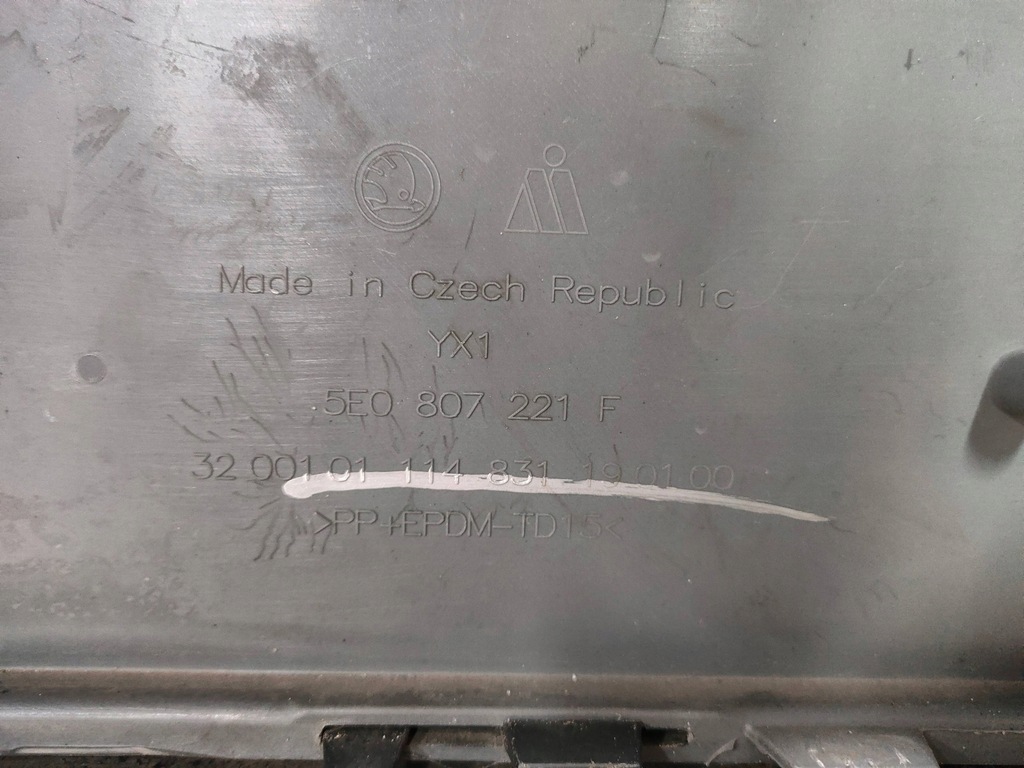 Made in Czech Republic
YX1
5E0 807 221 F
32 001 01 114 831 19 01 00
>PP+EPDM-TD15<